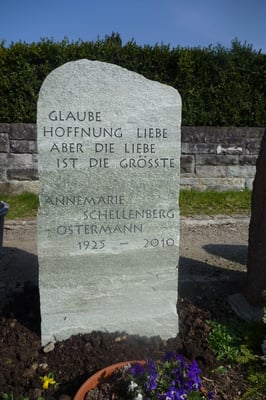 GLAUBE
HOFFNUNG LIEBE
ABER DIE LIEBE
IST DIE GRÖSSTE
ANNEMARIE
SCHELLENBERG
-OSTERMANN
1925 - 2010